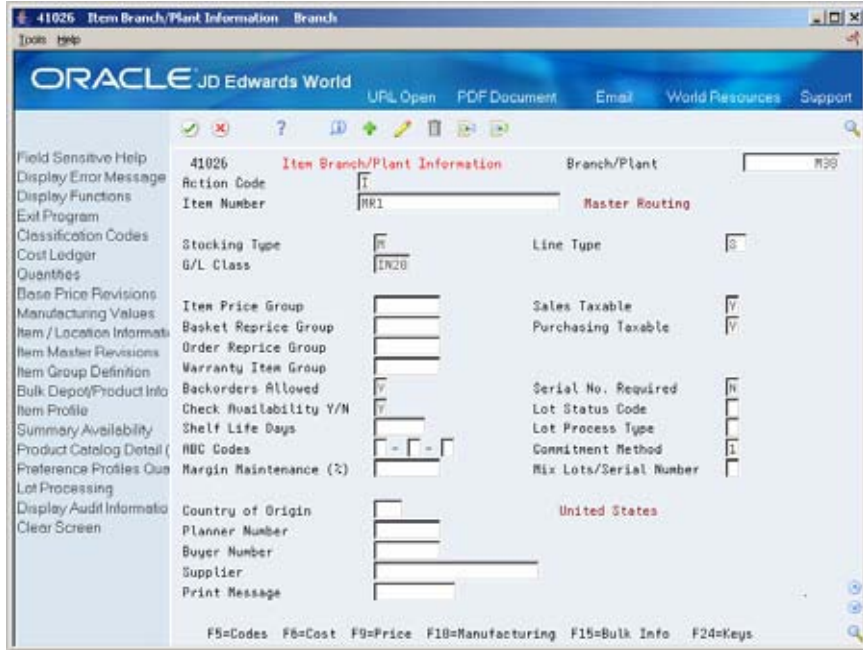 41026 Item Branch/Plant Information Branch
Tools Help
ORACLE JD Edwards World
URL Open PDF Document Email World Resources Support
Field Sensitive Help
Display Error Message
Display Functions
Exit Program
Classification Codes
Cost Ledger
Quantities
Base Price Revisions
Manufacturing Values
Item / Location Informati
Item Master Revisions
Item Group Definition
Bulk Depot/Product Info
Item Profile
Summary Availability
Product Catalog Detail (
Preference Profiles Qua
Lot Processing
Display Audit Informatio
Clear Screen
41026 Item Branch/Plant Information Branch/Plant M30
Action Code I
Item Number MR1 Master Routing
Stocking Type M Line Type S
G/L Class IN20
Item Price Group Sales Taxable Y
Basket Reprice Group Purchasing Taxable Y
Order Reprice Group
Warranty Item Group
Backorders Allowed Y Serial No. Required N
Check Availability Y/N Y Lot Status Code
Shelf Life Days Lot Process Type
ABC Codes - - Commitment Method 1
Margin Maintenance (%) Mix Lots/Serial Number
Country of Origin United States
Planner Number
Buyer Number
Supplier
Print Message
F5=Codes F6=Cost F9=Price F10=Manufacturing F15=Bulk Info F24=Keys